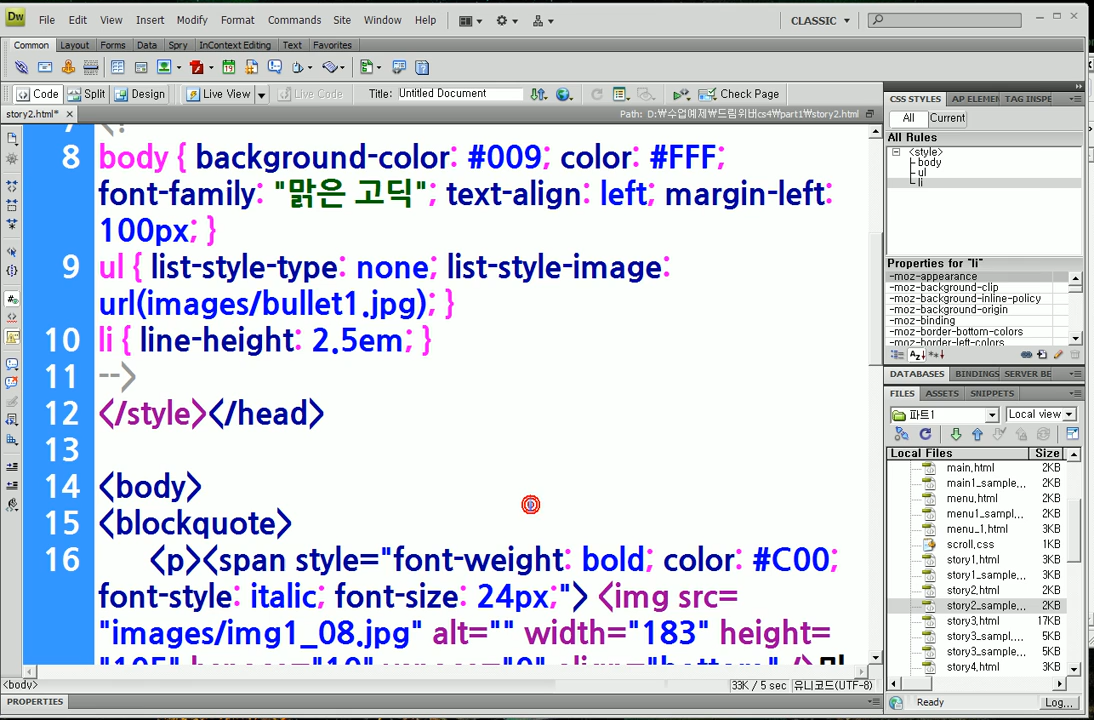 Dw File Edit View Insert Modify Format Commands Site Window Help CLASSIC
Common Layout Forms Data Spry InContext Editing Text Favorites
Code Split Design Live View Live Code Title: Untitled Document Check Page
story2.html* Path: D:₩수업예제₩드림위버cs4₩part1₩story2.html
8 body { background-color: #009; color: #FFF;
font-family: "맑은 고딕"; text-align: left; margin-left:
100px; }
9 ul { list-style-type: none; list-style-image:
url(images/bullet1.jpg); }
10 li { line-height: 2.5em; }
11 -->
12 </style></head>
13
14 <body>
15 <blockquote>
16 <p><span style="font-weight: bold; color: #C00;
font-style: italic; font-size: 24px;"> <img src=
"images/img1_08.jpg" alt="" width="183" height=
<body> 33K / 5 sec 유니코드(UTF-8)
PROPERTIES
CSS STYLES AP ELEMEN TAG INSPE
All Current
All Rules
<style>
body
ul
li
Properties for "li"
-moz-appearance
-moz-background-clip
-moz-background-inline-policy
-moz-background-origin
-moz-binding
-moz-border-bottom-colors
-moz-border-left-colors
DATABASES BINDINGS SERVER BE
FILES ASSETS SNIPPETS
파트1 Local view
Local Files Size
main.html 2KB
main1_sample... 2KB
menu.html 2KB
menu1_sampl... 2KB
menu_1.html 3KB
scroll.css 1KB
story1.html 3KB
story1_sample... 3KB
story2.html 3KB
story2_sample... 2KB
story3.html 17KB
story3_sampl... 5KB
story3_sample... 5KB
story4.html 3KB
Ready Log...